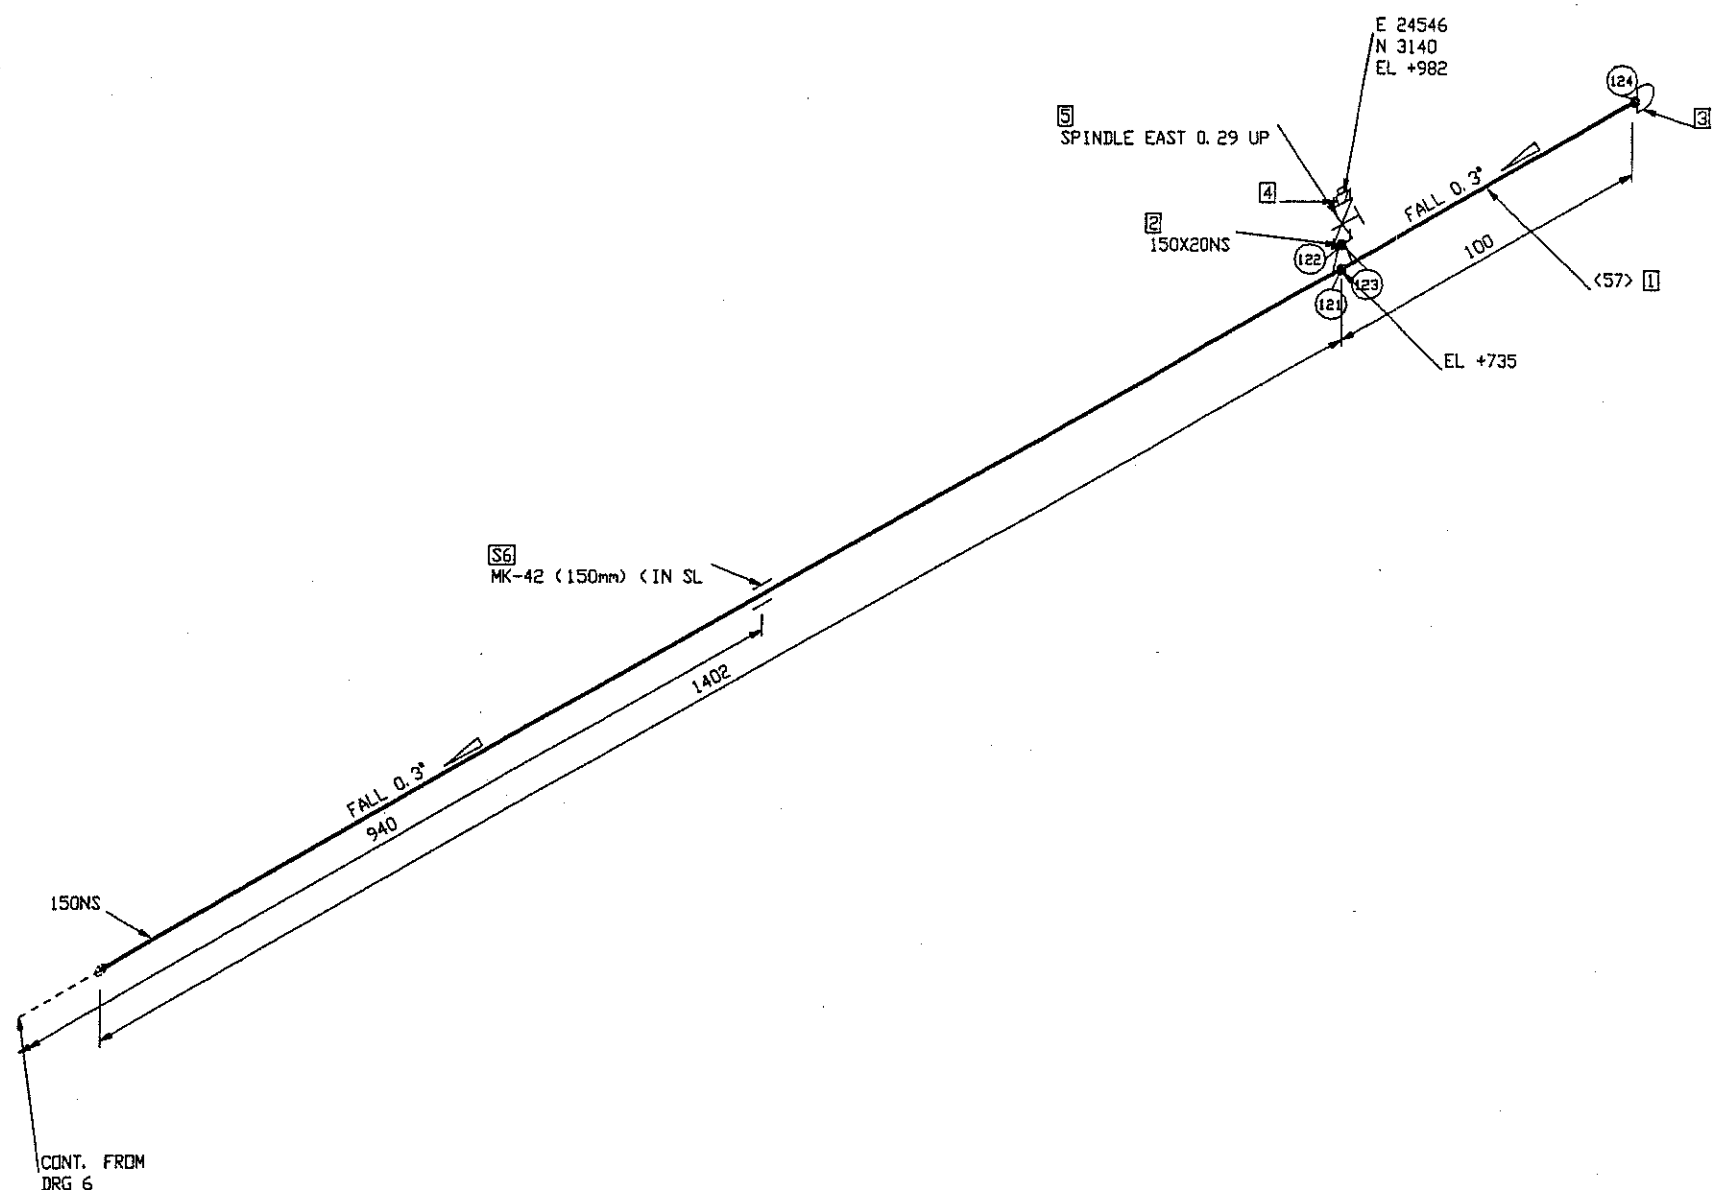 E 24546
N 3140
EL +982
124
5
SPINDLE EAST 0.29 UP
3
4
FALL 0.3°
2
150X20NS
122
100
123
121
<57> 1
EL +735
S6
MK-42 (150mm) (IN SL
1402
FALL 0.3°
940
150NS
CONT. FROM
DRG 6